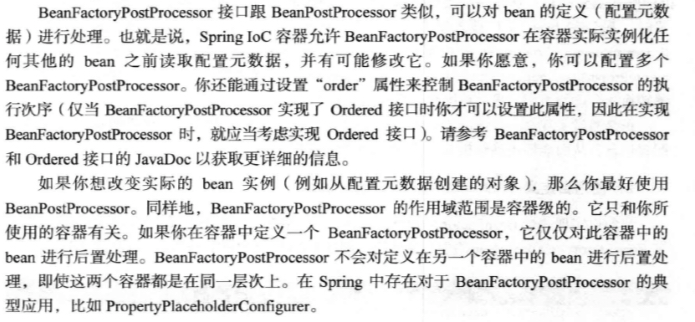 BeanFactoryPostProcessor 接口跟 BeanPostProcessor 类似，可以对 bean 的定义（配置元数
据）进行处理。也就是说，Spring IoC 容器允许 BeanFactoryPostProcessor 在容器实际实例化任
何其他的 bean 之前读取配置元数据，并有可能修改它。如果你愿意，你可以配置多个
BeanFactoryPostProcessor。你还能通过设置“order”属性来控制 BeanFactoryPostProcessor 的执
行次序（仅当 BeanFactoryPostProcessor 实现了 Ordered 接口时你才可以设置此属性，因此在实现
BeanFactoryPostProcessor 时，就应当考虑实现 Ordered 接口）。请参考 BeanFactoryPostProcessor
和 Ordered 接口的 JavaDoc 以获取更详细的信息。
如果你想改变实际的 bean 实例（例如从配置元数据创建的对象），那么你最好使用
BeanPostProcessor。同样地，BeanFactoryPostProcessor 的作用域范围是容器级的。它只和你所
使用的容器有关。如果你在容器中定义一个 BeanFactoryPostProcessor，它仅仅对此容器中的
bean 进行后置处理。BeanFactoryPostProcessor 不会对定义在另一个容器中的 bean 进行后置处
理，即使这两个容器都是在同一层次上。在 Spring 中存在对于 BeanFactoryPostProcessor 的典
型应用，比如 PropertyPlaceholderConfigurer。